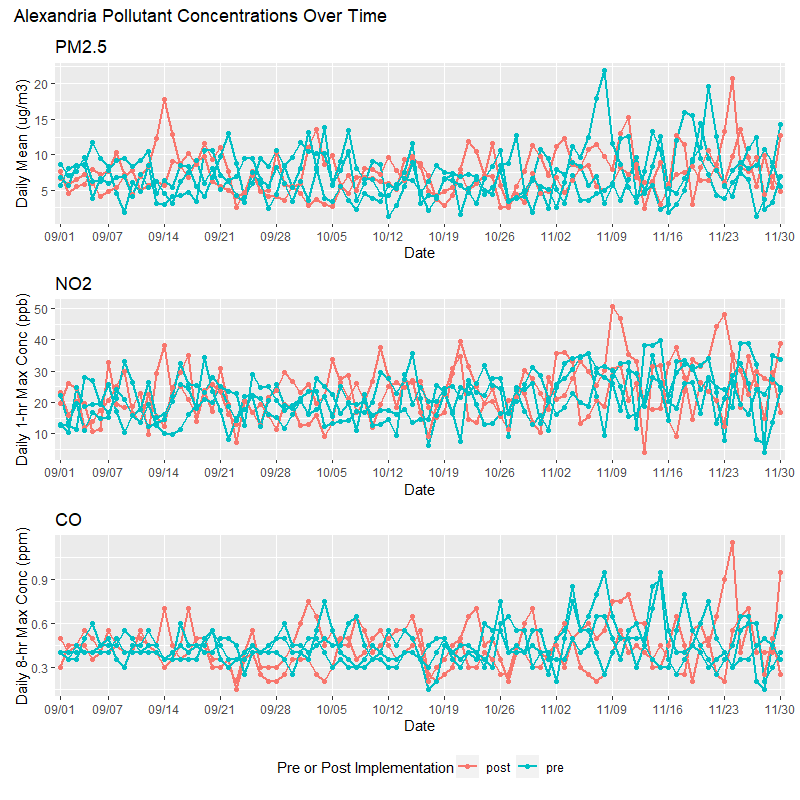 Alexandria Pollutant Concentrations Over Time
PM2.5
Daily Mean (ug/m3)
20
15
10
5
09/01 09/07 09/14 09/21 09/28 10/05 10/12 10/19 10/26 11/02 11/09 11/16 11/23 11/30
Date
NO2
Daily 1-hr Max Conc (ppb)
50
40
30
20
10
09/01 09/07 09/14 09/21 09/28 10/05 10/12 10/19 10/26 11/02 11/09 11/16 11/23 11/30
Date
CO
Daily 8-hr Max Conc (ppm)
0.9
0.6
0.3
09/01 09/07 09/14 09/21 09/28 10/05 10/12 10/19 10/26 11/02 11/09 11/16 11/23 11/30
Date
Pre or Post Implementation post pre